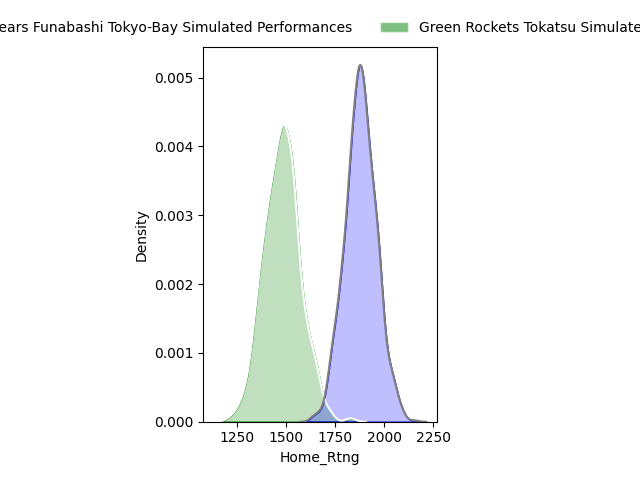 ears Funabashi Tokyo-Bay Simulated Performances
Green Rockets Tokatsu Simulate
0.005
0.004
0.003
0.002
0.001
0.000
Density
1250 1500 1750 2000 2250
Home_Rtng